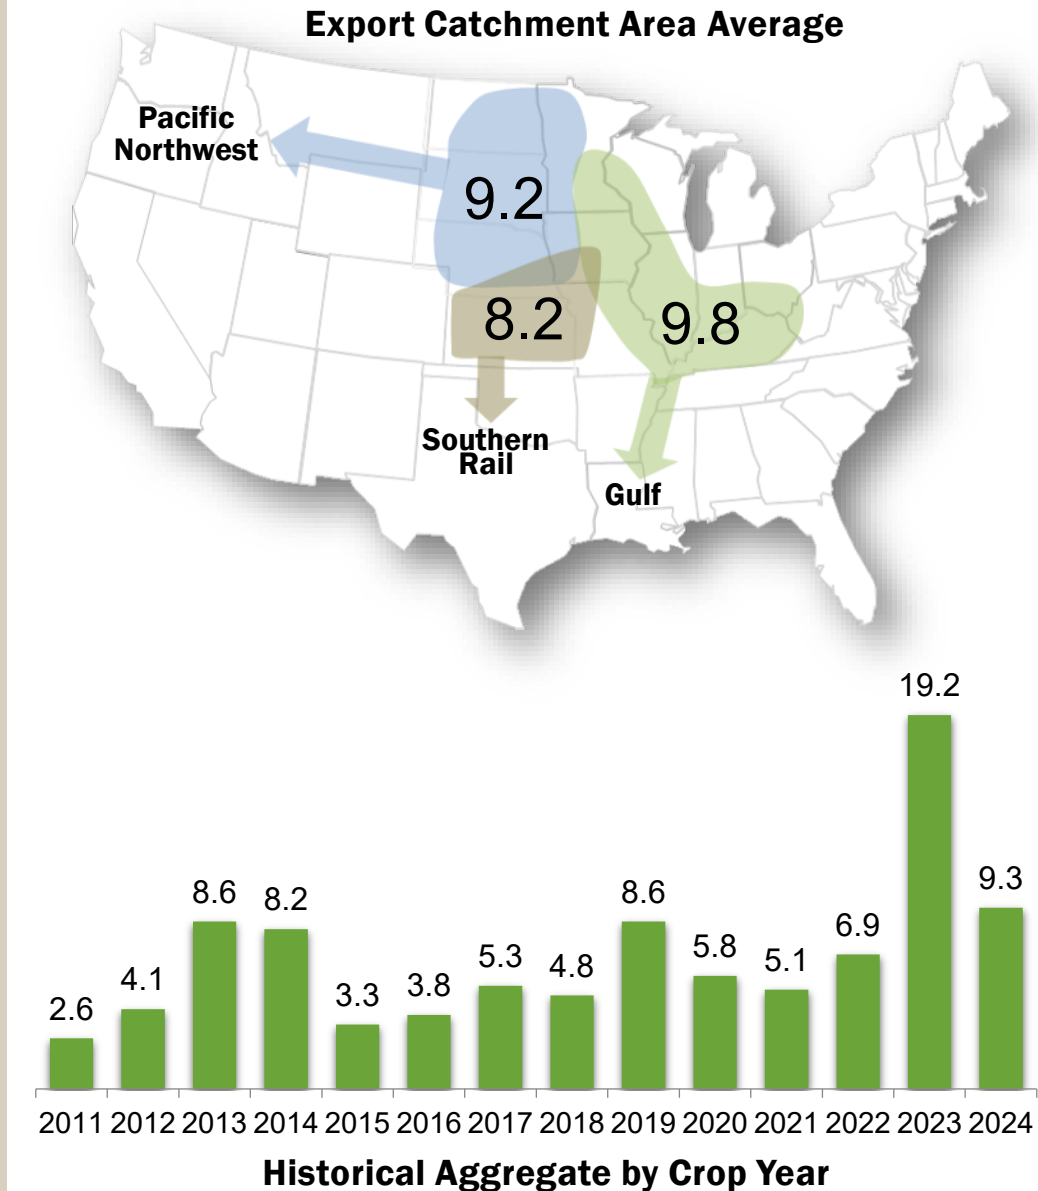 Export Catchment Area Average
Pacific
Northwest
9.2
8.2
9.8
Southern
Rail
Gulf
19.2
2.6
4.1
8.6
8.2
3.3
3.8
5.3
4.8
8.6
5.8
5.1
6.9
9.3
2011 2012 2013 2014 2015 2016 2017 2018 2019 2020 2021 2022 2023 2024
Historical Aggregate by Crop Year